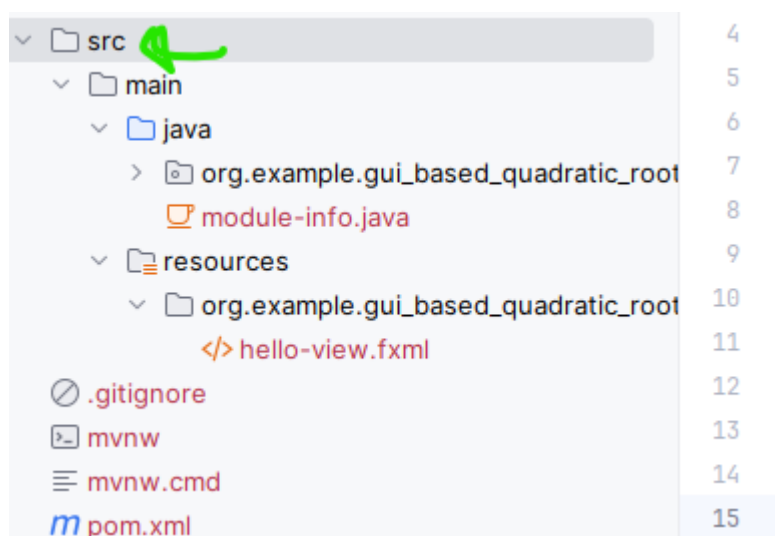 src
main
java
org.example.gui_based_quadratic_root
module-info.java
resources
org.example.gui_based_quadratic_root
hello-view.fxml
.gitignore
mvnw
mvnw.cmd
pom.xml
4
5
6
7
8
9
10
11
12
13
14
15